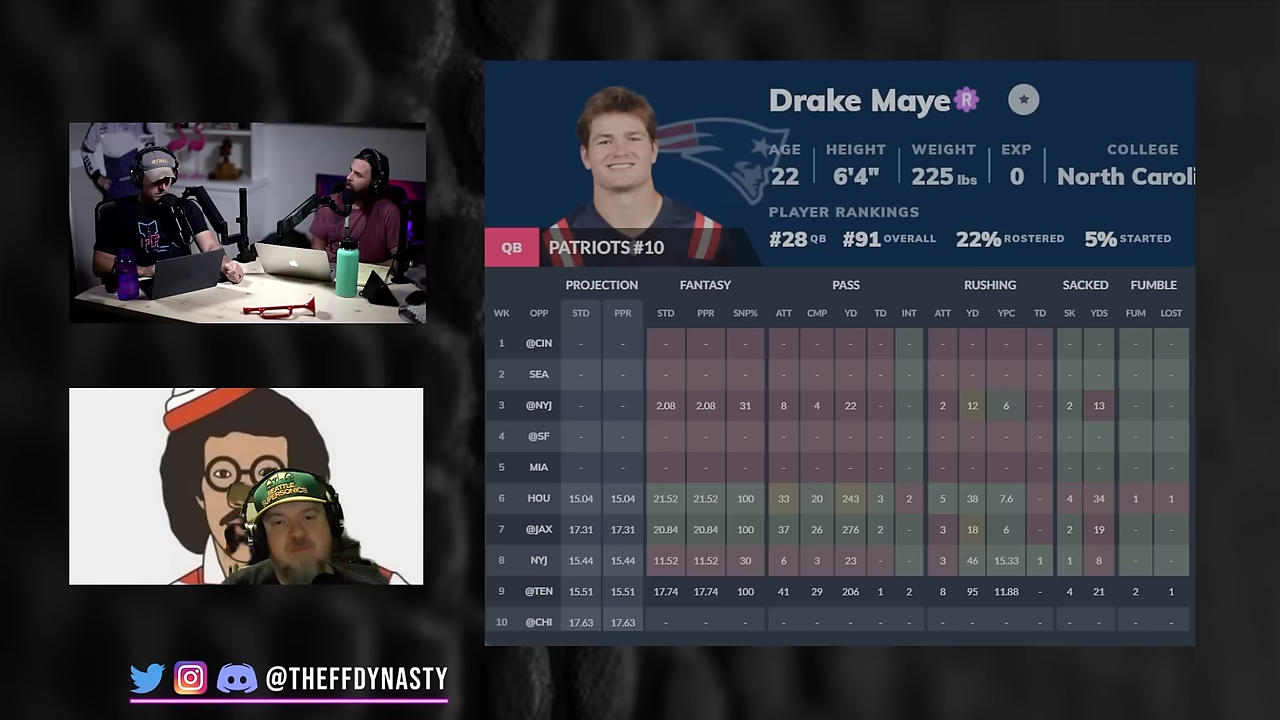 Drake Maye R
AGE HEIGHT WEIGHT EXP COLLEGE
22 6'4" 225 lbs 0 North Caroli
PLAYER RANKINGS
#28 QB #91 OVERALL 22% ROSTERED 5% STARTED
QB PATRIOTS #10
PROJECTION FANTASY PASS RUSHING SACKED FUMBLE
WK OPP STD PPR STD PPR SNP% ATT CMP YD TD INT ATT YD YPC TD SK YDS FUM LOST
1 @CIN - - - - - - - - - - - - - - - - - -
2 SEA - - - - - - - - - - - - - - - - - -
3 @NYJ - - 2.08 2.08 31 8 4 22 - - 2 12 6 - 2 13 - -
4 @SF - - - - - - - - - - - - - - - - - -
5 MIA - - - - - - - - - - - - - - - - - -
6 HOU 15.04 15.04 21.52 21.52 100 33 20 243 3 2 5 38 7.6 - 4 34 1 1
7 @JAX 17.31 17.31 20.84 20.84 100 37 26 276 2 - 3 18 6 - 2 19 - -
8 NYJ 15.44 15.44 11.52 11.52 30 6 3 23 - - 3 46 15.33 1 1 8 - -
9 @TEN 15.51 15.51 17.74 17.74 100 41 29 206 1 2 8 95 11.88 - 4 21 2 1
10 @CHI 17.63 17.63 - - - - - - - - - - - - - - - -
SEATTLE
SUPERSONICS
@THEFFDYNASTY